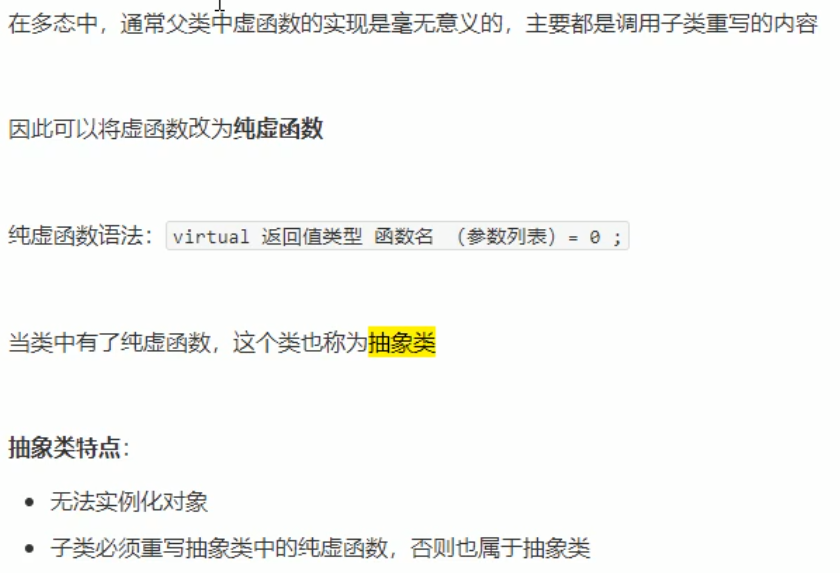 在多态中，通常父类中虚函数的实现是毫无意义的，主要都是调用子类重写的内容
因此可以将虚函数改为纯虚函数
纯虚函数语法：virtual 返回值类型 函数名 （参数列表）= 0 ;
当类中有了纯虚函数，这个类也称为抽象类
抽象类特点：
• 无法实例化对象
• 子类必须重写抽象类中的纯虚函数，否则也属于抽象类